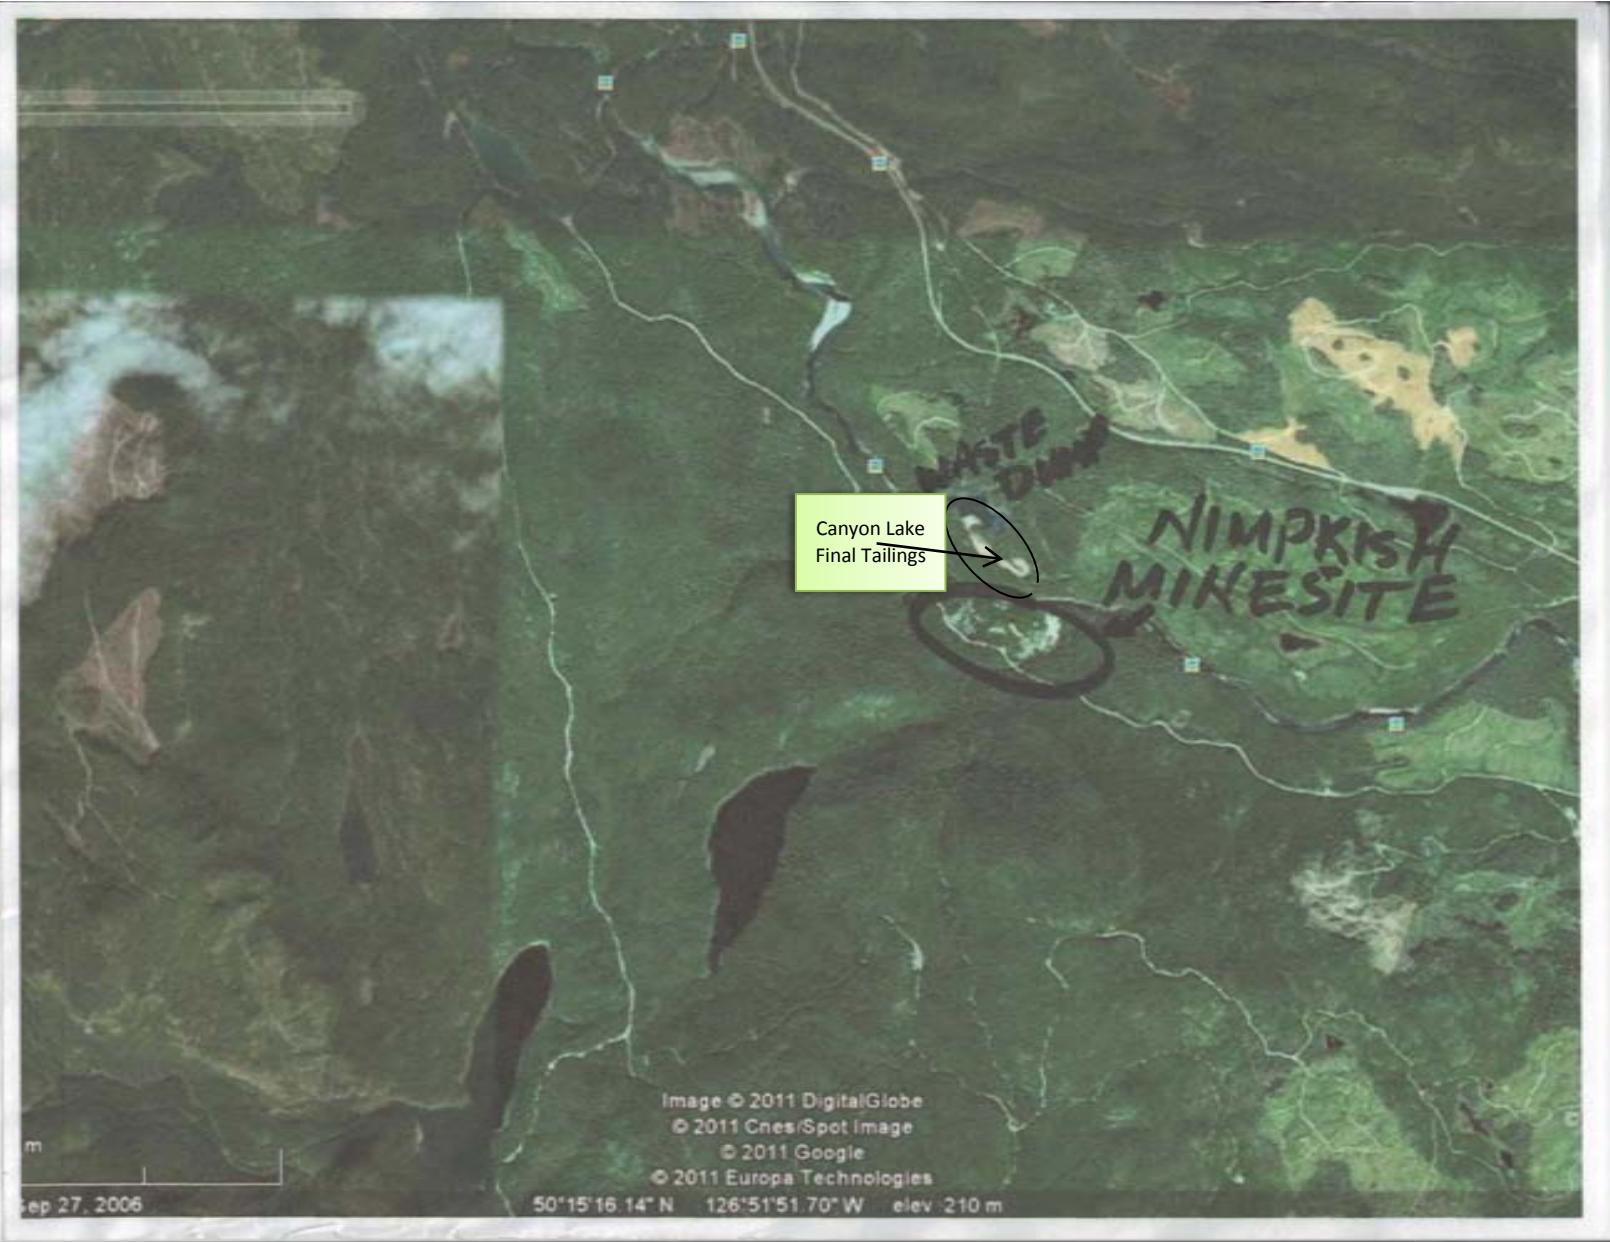 WASTE
DUMP
Canyon Lake
Final Tailings
NIMPKISH
MINESITE
Image © 2011 DigitalGlobe
© 2011 Cnes/Spot Image
© 2011 Google
© 2011 Europa Technologies
m
Sep 27, 2006
50°15'16.14" N 126°51'51.70" W elev 210 m